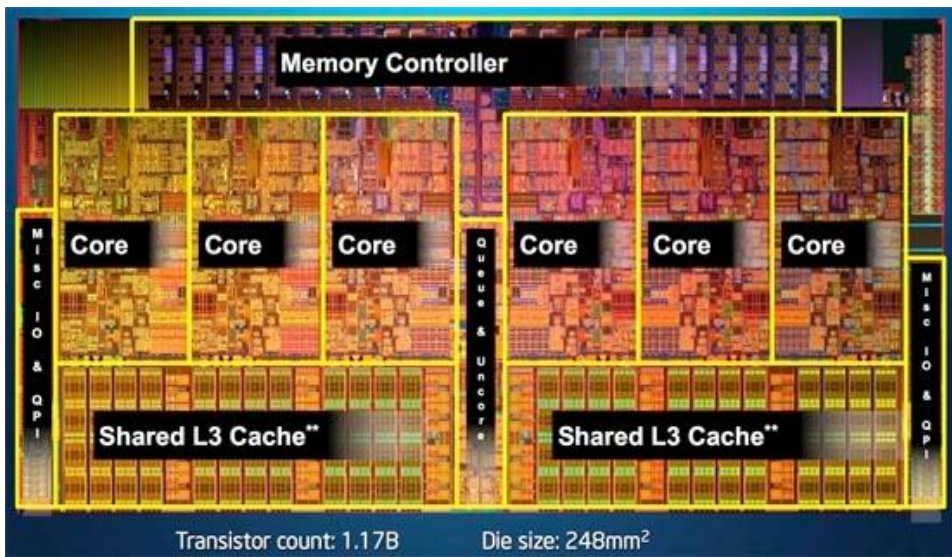 Memory Controller
Core
Core
Core
Core
Core
Core
Misc IO & QPI
Queue & Uncore
Misc IO & QPI
Shared L3 Cache**
Shared L3 Cache**
Transistor count: 1.17B
Die size: 248mm²